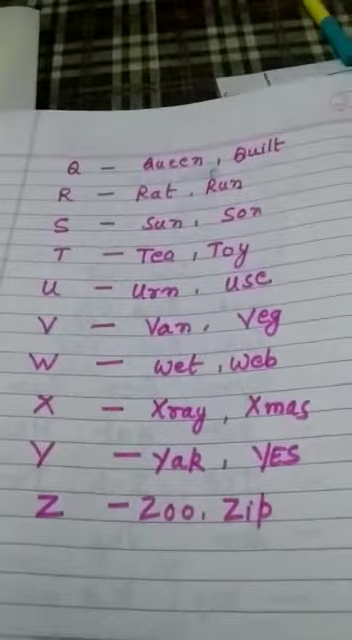 Q - Queen, Quilt
R - Rat, Run
S - Sun, Son
T - Tea, Toy
U - Urn, Use
V - Van, Veg
W - Wet, Web
X - Xray, Xmas
Y - Yak, YES
Z - Zoo, Zip